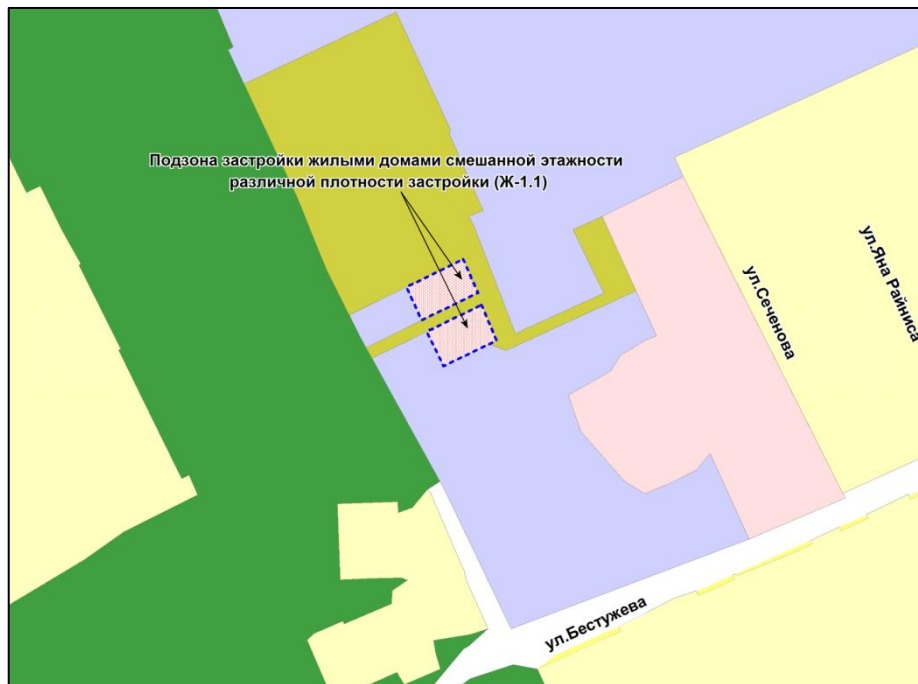 Подзона застройки жилыми домами смешанной этажности
различной плотности застройки (Ж-1.1)
ул.Сеченова
ул.Яна Райниса
ул.Бестужева